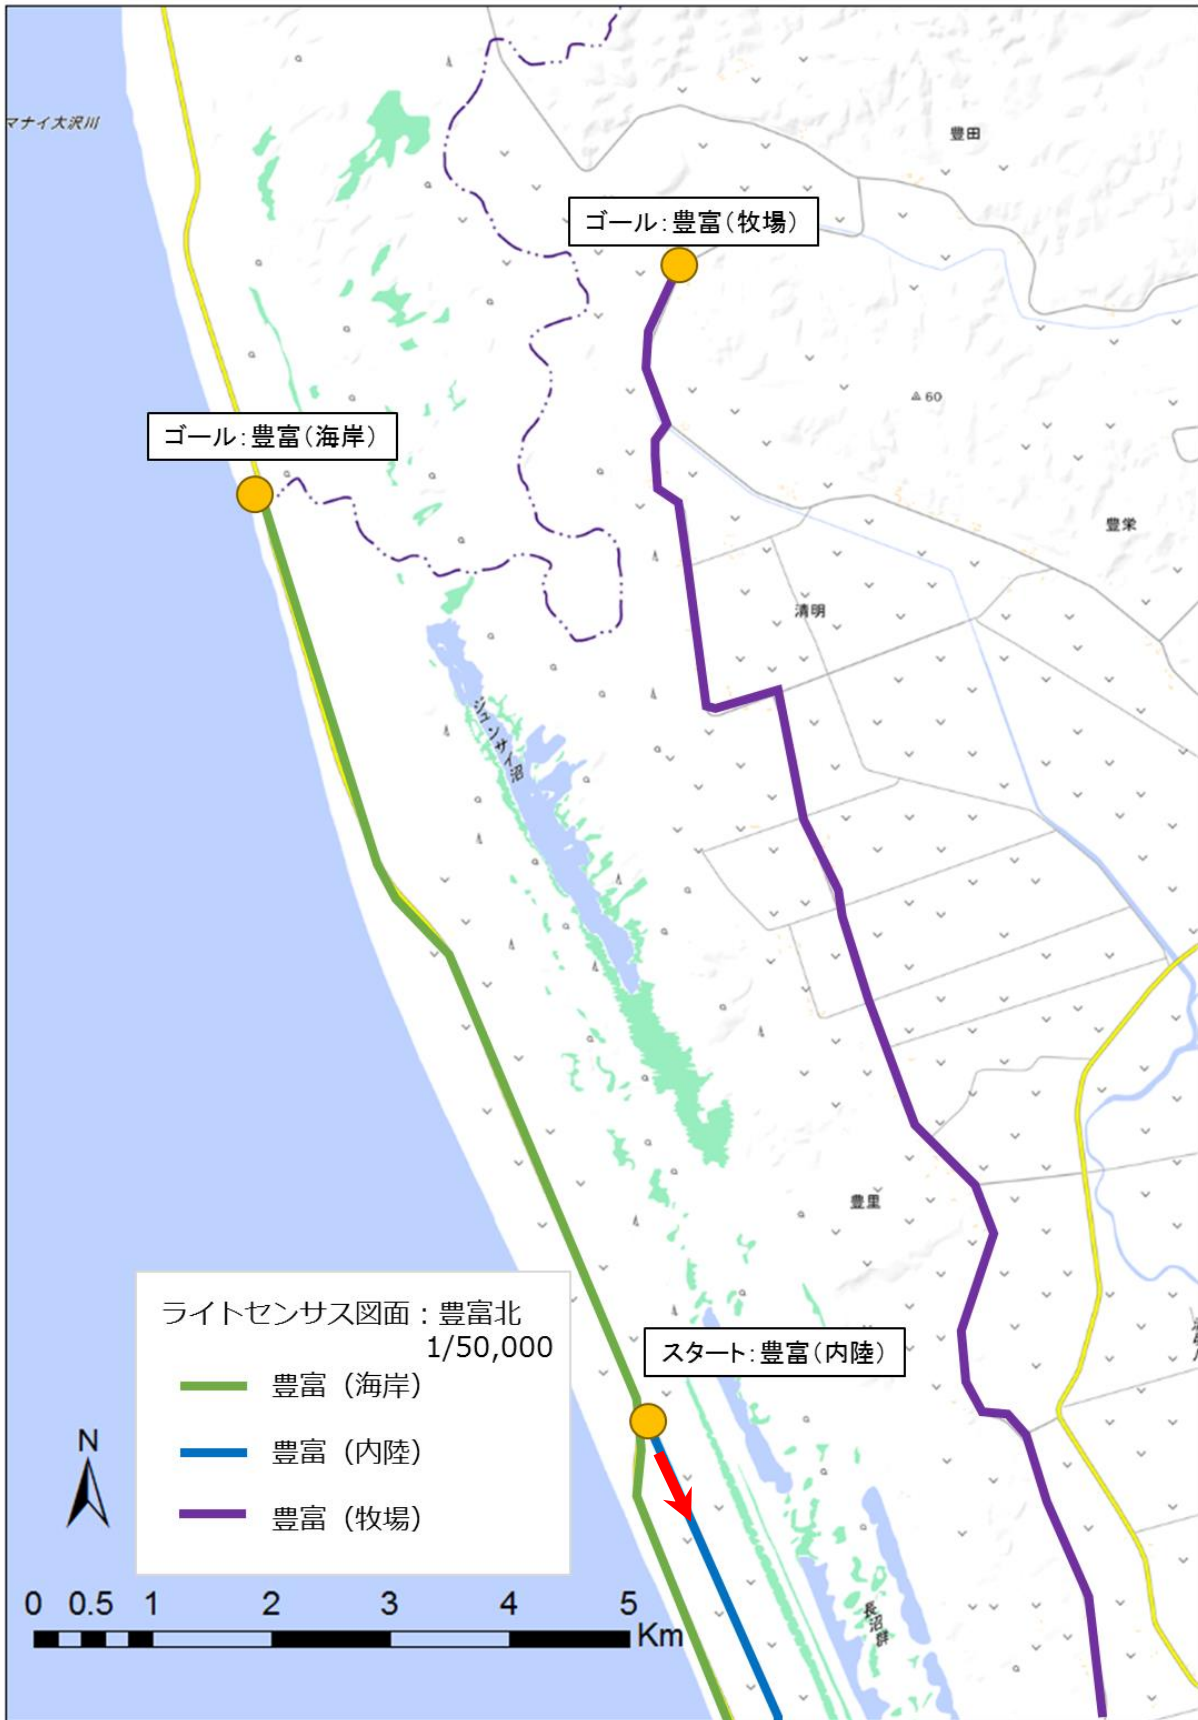 マナイ大沢川
豊田
ゴール：豊富（牧場）
60
ゴール：豊富（海岸）
豊栄
清明
ジュンサイ沼
豊里
スタート：豊富（内陸）
ライトセンサス図面：豊富北
1/50,000
豊富（海岸）
豊富（内陸）
豊富（牧場）
N
長沼群
0 0.5 1 2 3 4 5
Km